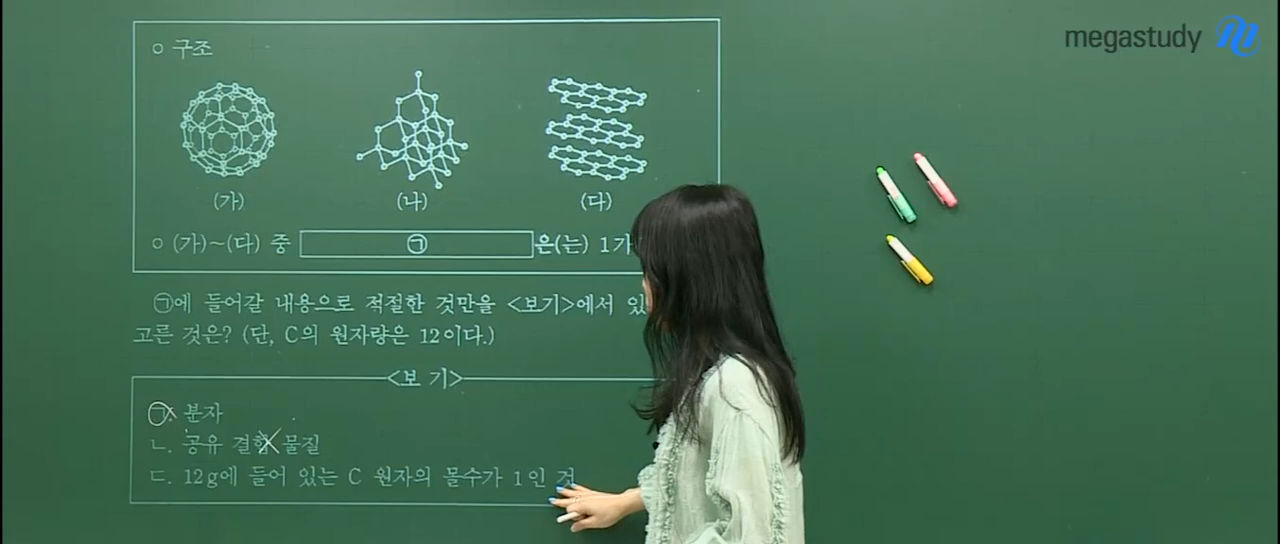 megastudy
○ 구조
(가) (나) (다)
○ (가)~(다) 중 ㉠ 은(는) 1가
㉠에 들어갈 내용으로 적절한 것만을 <보기>에서 있
고른 것은? (단, C의 원자량은 12이다.)
<보 기>
ㄱ. 분자
ㄴ. 공유 결합 물질
ㄷ. 12g에 들어 있는 C 원자의 몰수가 1인 것